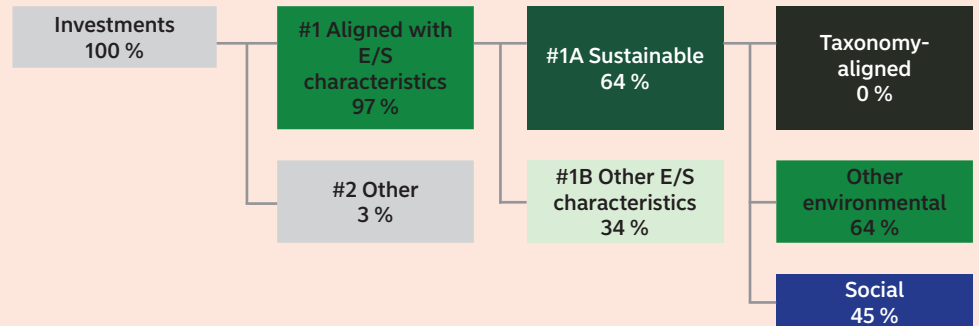 Investments
100 %
#1 Aligned with
E/S
characteristics
97 %
#2 Other
3 %
#1A Sustainable
64 %
#1B Other E/S
characteristics
34 %
Taxonomy-
aligned
0 %
Other
environmental
64 %
Social
45 %